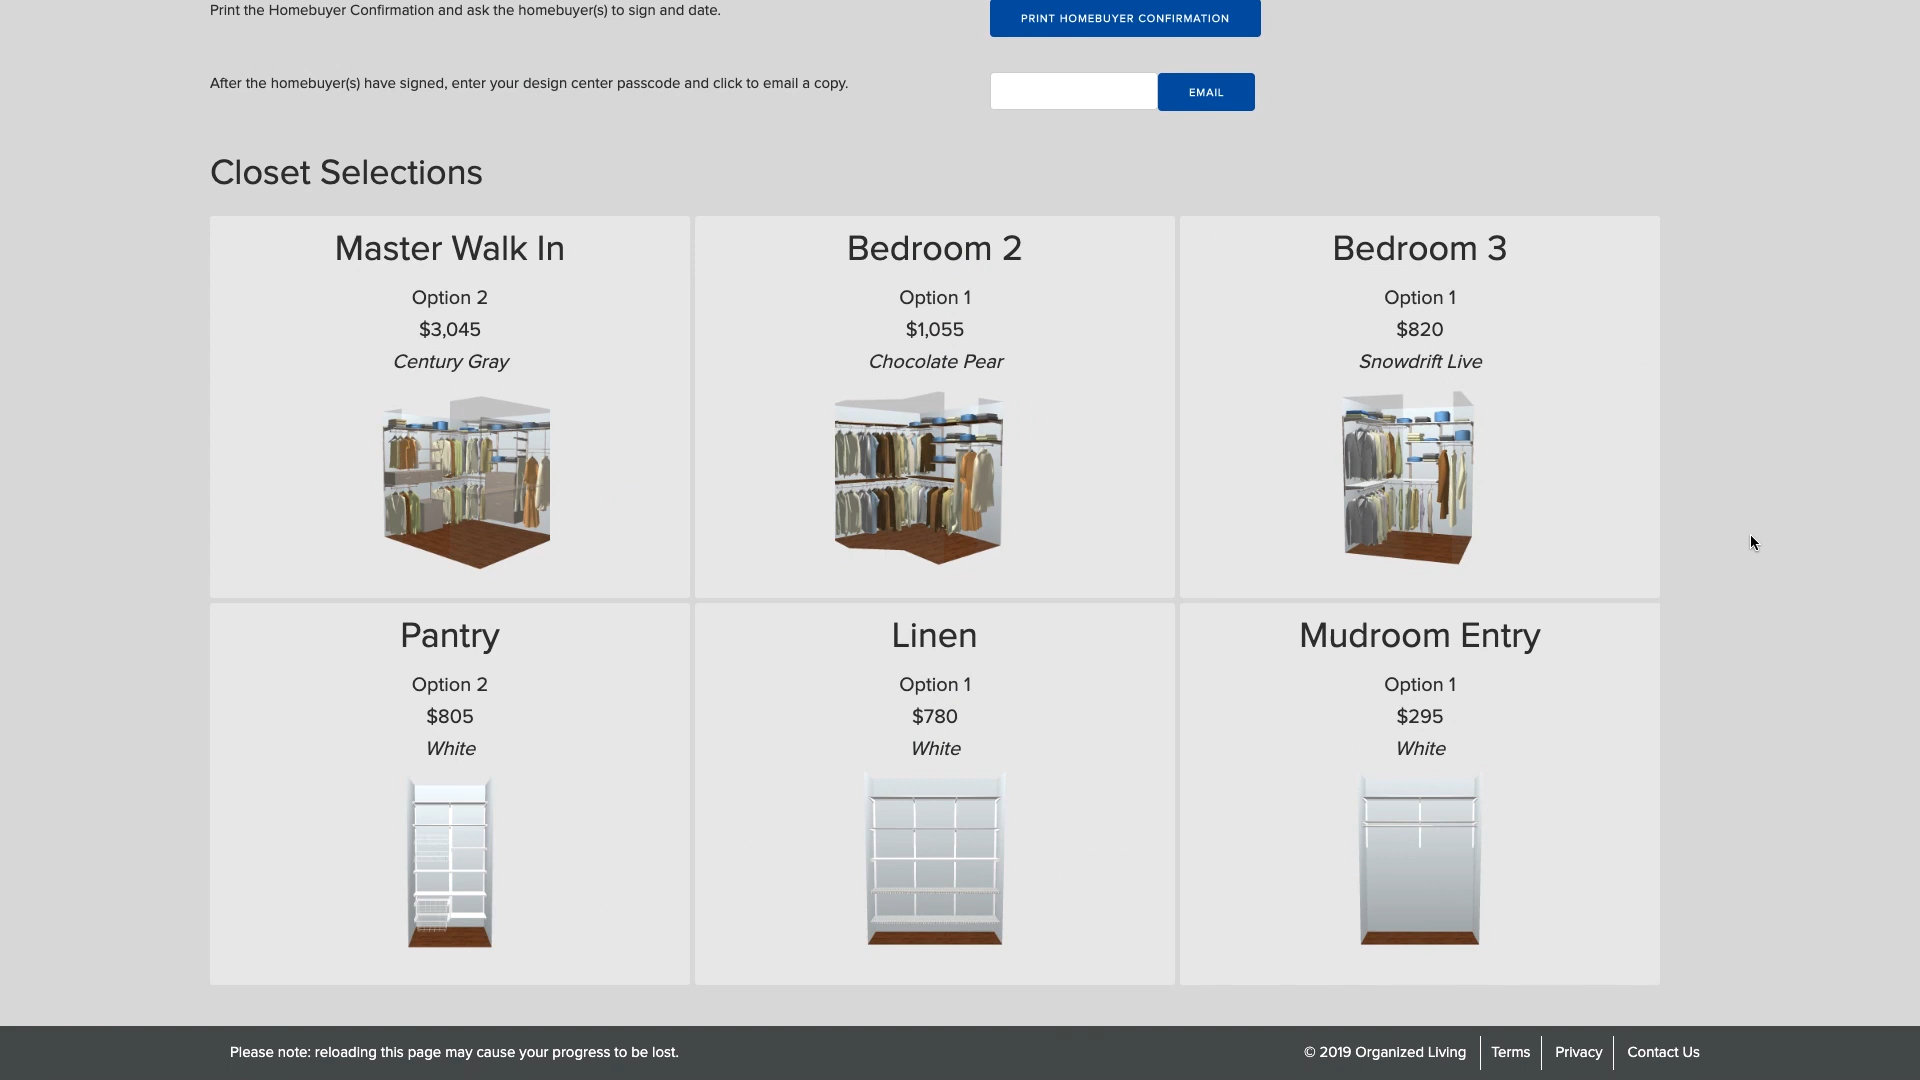 Print the Homebuyer Confirmation and ask the homebuyer(s) to sign and date.
PRINT HOMEBUYER CONFIRMATION
After the homebuyer(s) have signed, enter your design center passcode and click to email a copy.
EMAIL
Closet Selections
Master Walk In
Option 2
$3,045
Century Gray
Bedroom 2
Option 1
$1,055
Chocolate Pear
Bedroom 3
Option 1
$820
Snowdrift Live
Pantry
Option 2
$805
White
Linen
Option 1
$780
White
Mudroom Entry
Option 1
$295
White
Please note: reloading this page may cause your progress to be lost.
© 2019 Organized Living
Terms
Privacy
Contact Us